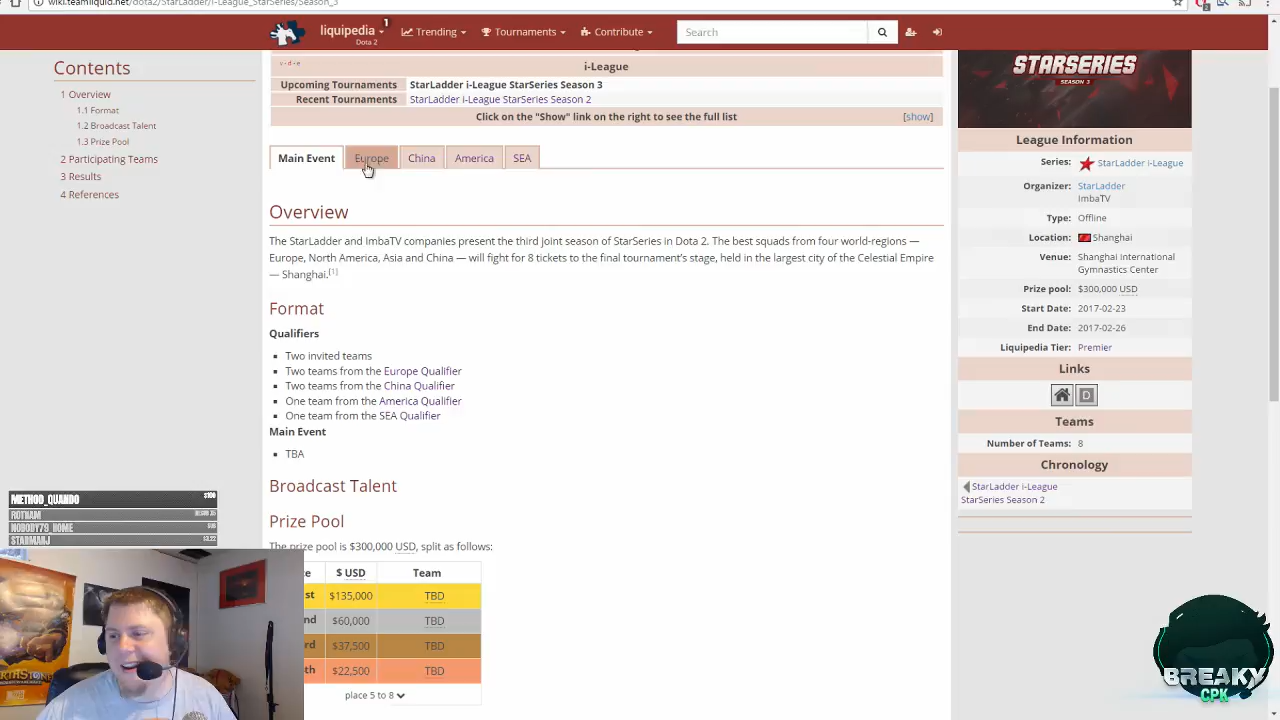 wiki.teamliquid.net/dota2/StarLadder/i-League_StarSeries/Season_3
liquipedia
Dota 2
1
Trending
Tournaments
Contribute
Search
Contents
1 Overview
1.1 Format
1.2 Broadcast Talent
1.3 Prize Pool
2 Participating Teams
3 Results
4 References
v·d·e
i-League
Upcoming Tournaments StarLadder i-League StarSeries Season 3
Recent Tournaments StarLadder i-League StarSeries Season 2
Click on the "Show" link on the right to see the full list [show]
Main Event Europe China America SEA
Overview
The StarLadder and ImbaTV companies present the third joint season of StarSeries in Dota 2. The best squads from four world-regions —
Europe, North America, Asia and China — will fight for 8 tickets to the final tournament's stage, held in the largest city of the Celestial Empire
— Shanghai.[1]
Format
Qualifiers
Two invited teams
Two teams from the Europe Qualifier
Two teams from the China Qualifier
One team from the America Qualifier
One team from the SEA Qualifier
Main Event
TBA
Broadcast Talent
Prize Pool
The prize pool is $300,000 USD, split as follows:
$ USD Team
st $135,000 TBD
nd $60,000 TBD
rd $37,500 TBD
th $22,500 TBD
place 5 to 8
STARSERIES
SEASON 3
League Information
Series: StarLadder i-League
Organizer: StarLadder
ImbaTV
Type: Offline
Location: Shanghai
Venue: Shanghai International
Gymnastics Center
Prize pool: $300,000 USD
Start Date: 2017-02-23
End Date: 2017-02-26
Liquipedia Tier: Premier
Links
D
Teams
Number of Teams: 8
Chronology
StarLadder i-League
StarSeries Season 2
METHOD_QUANDO $100
ROTHAM
NOBODY79_HOME
STARMANJ
BREAKY
CPK